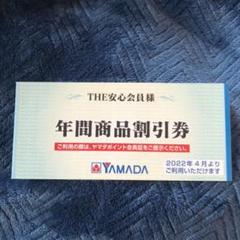 THE安心会員様
年間商品割引券
ご利用の際は、ヤマダポイント会員証をご提示ください。
YAMADA
2022年4月より
ご利用いただけます